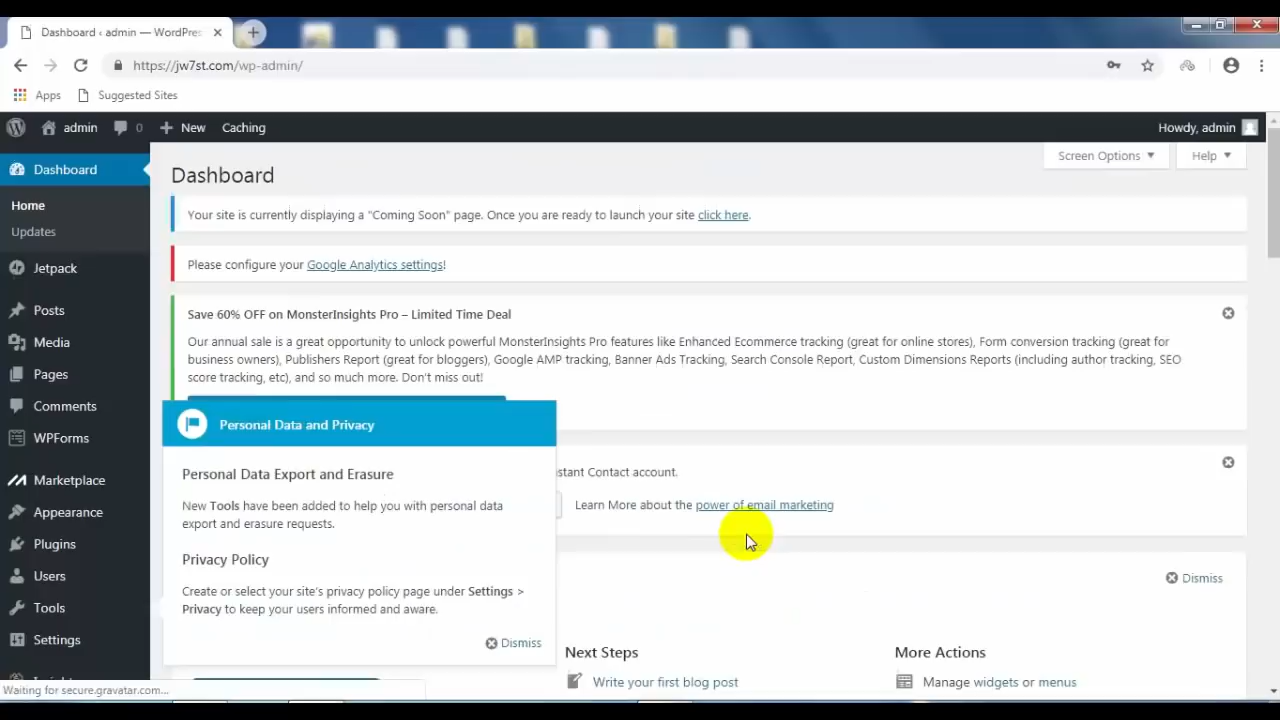 Dashboard ‹ admin — WordPres
https://jw7st.com/wp-admin/
Apps
Suggested Sites
admin
0
New
Caching
Howdy, admin
Dashboard
Home
Updates
Jetpack
Posts
Media
Pages
Comments
WPForms
Marketplace
Appearance
Plugins
Users
Tools
Settings
Screen Options
Help
Dashboard
Your site is currently displaying a "Coming Soon" page. Once you are ready to launch your site click here.
Please configure your Google Analytics settings!
Save 60% OFF on MonsterInsights Pro – Limited Time Deal
Our annual sale is a great opportunity to unlock powerful MonsterInsights Pro features like Enhanced Ecommerce tracking (great for online stores), Form conversion tracking (great for
business owners), Publishers Report (great for bloggers), Google AMP tracking, Banner Ads Tracking, Search Console Report, Custom Dimensions Reports (including author tracking, SEO
score tracking, etc), and so much more. Don't miss out!
Personal Data and Privacy
Personal Data Export and Erasure
New Tools have been added to help you with personal data
export and erasure requests.
Privacy Policy
Create or select your site's privacy policy page under Settings >
Privacy to keep your users informed and aware.
Dismiss
stant Contact account.
Learn More about the power of email marketing
Dismiss
Next Steps
Write your first blog post
More Actions
Manage widgets or menus
Waiting for secure.gravatar.com...